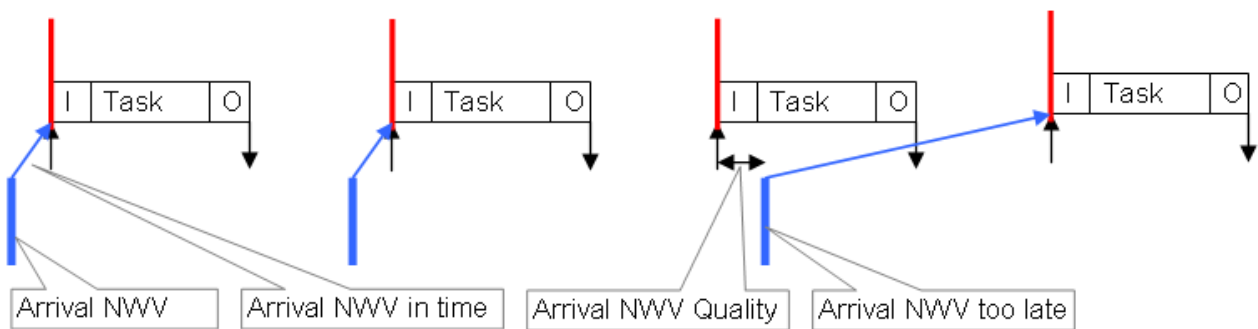 I Task O
I Task O
I Task O
I Task O
Arrival NWV
Arrival NWV in time
Arrival NWV Quality
Arrival NWV too late